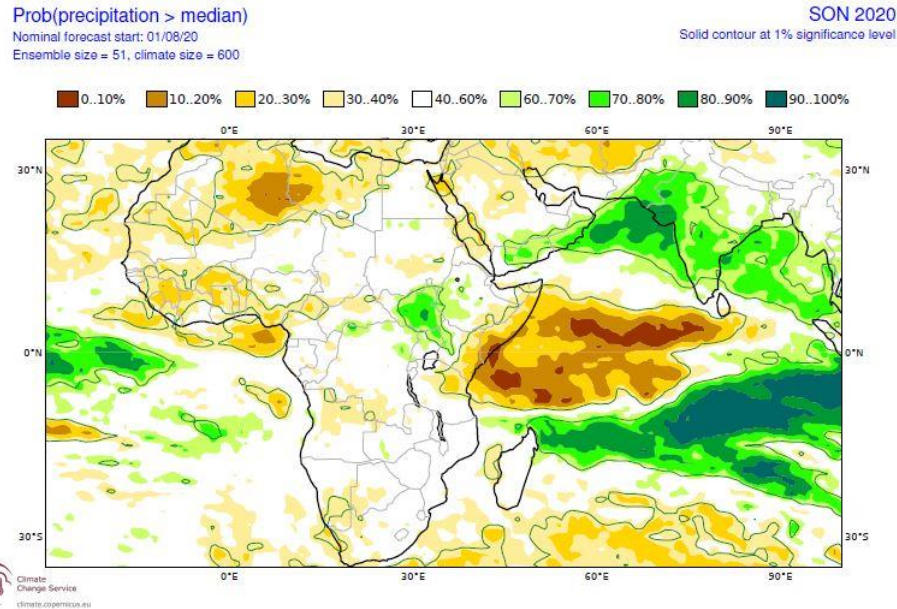 Prob(precipitation > median)
SON 2020
Nominal forecast start: 01/08/20
Solid contour at 1% significance level
Ensemble size = 51, climate size = 600
0..10% 10..20% 20..30% 30..40% 40..60% 60..70% 70..80% 80..90% 90..100%
0°E 30°E 60°E 90°E
30°N 30°N
0°N 0°N
30°S 30°S
0°E 30°E 60°E 90°E
Climate
Change Service
climate.copernicus.eu